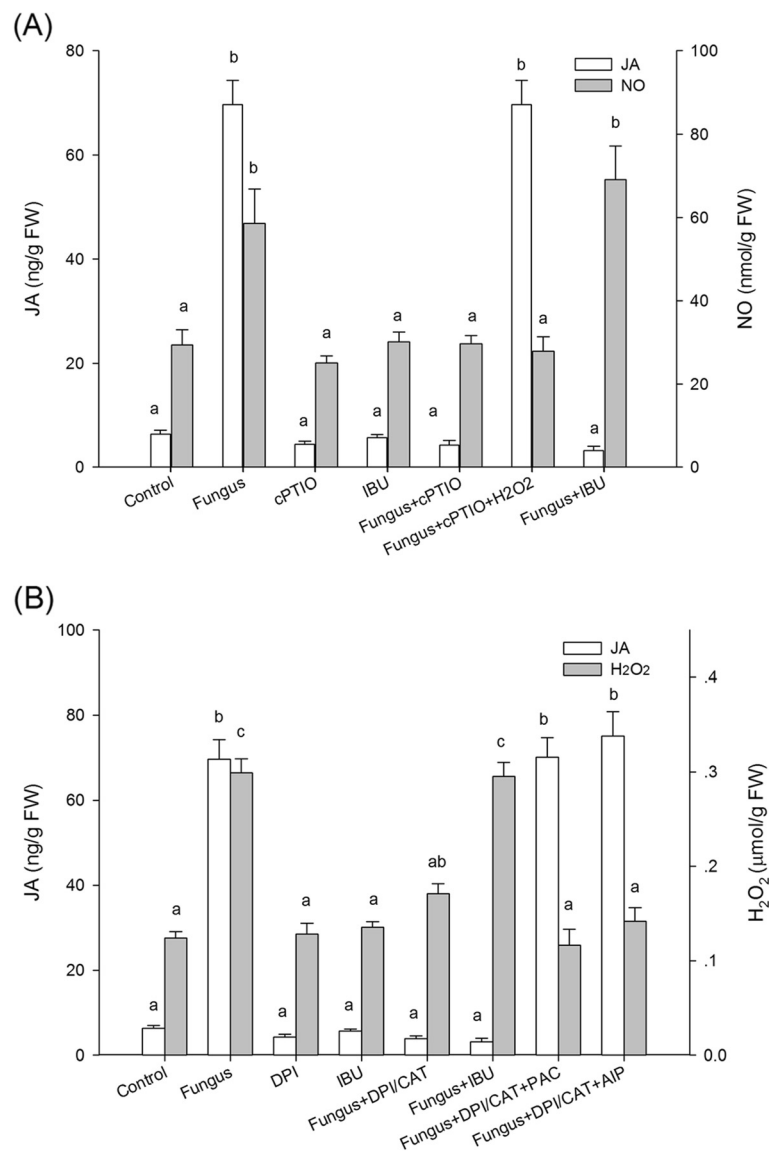 (A)
JA
NO
JA (ng/g FW)
80
60
40
20
0
a a
b b
a a
a a
a a
b a
a b
100
80
60
40
20
0
NO (nmol/g FW)
Control
Fungus
cPTIO
IBU
Fungus+cPTIO
Fungus+cPTIO+H2O2
Fungus+IBU
(B)
JA
H2O2
JA (ng/g FW)
100
80
60
40
20
0
a a
b c
a a
a a
a ab
a c
b a
b a
.4
.3
.2
.1
0.0
H2O2 (μmol/g FW)
Control
Fungus
DPI
IBU
Fungus+DPI/CAT
Fungus+IBU
Fungus+DPI/CAT+PAC
Fungus+DPI/CAT+AIP